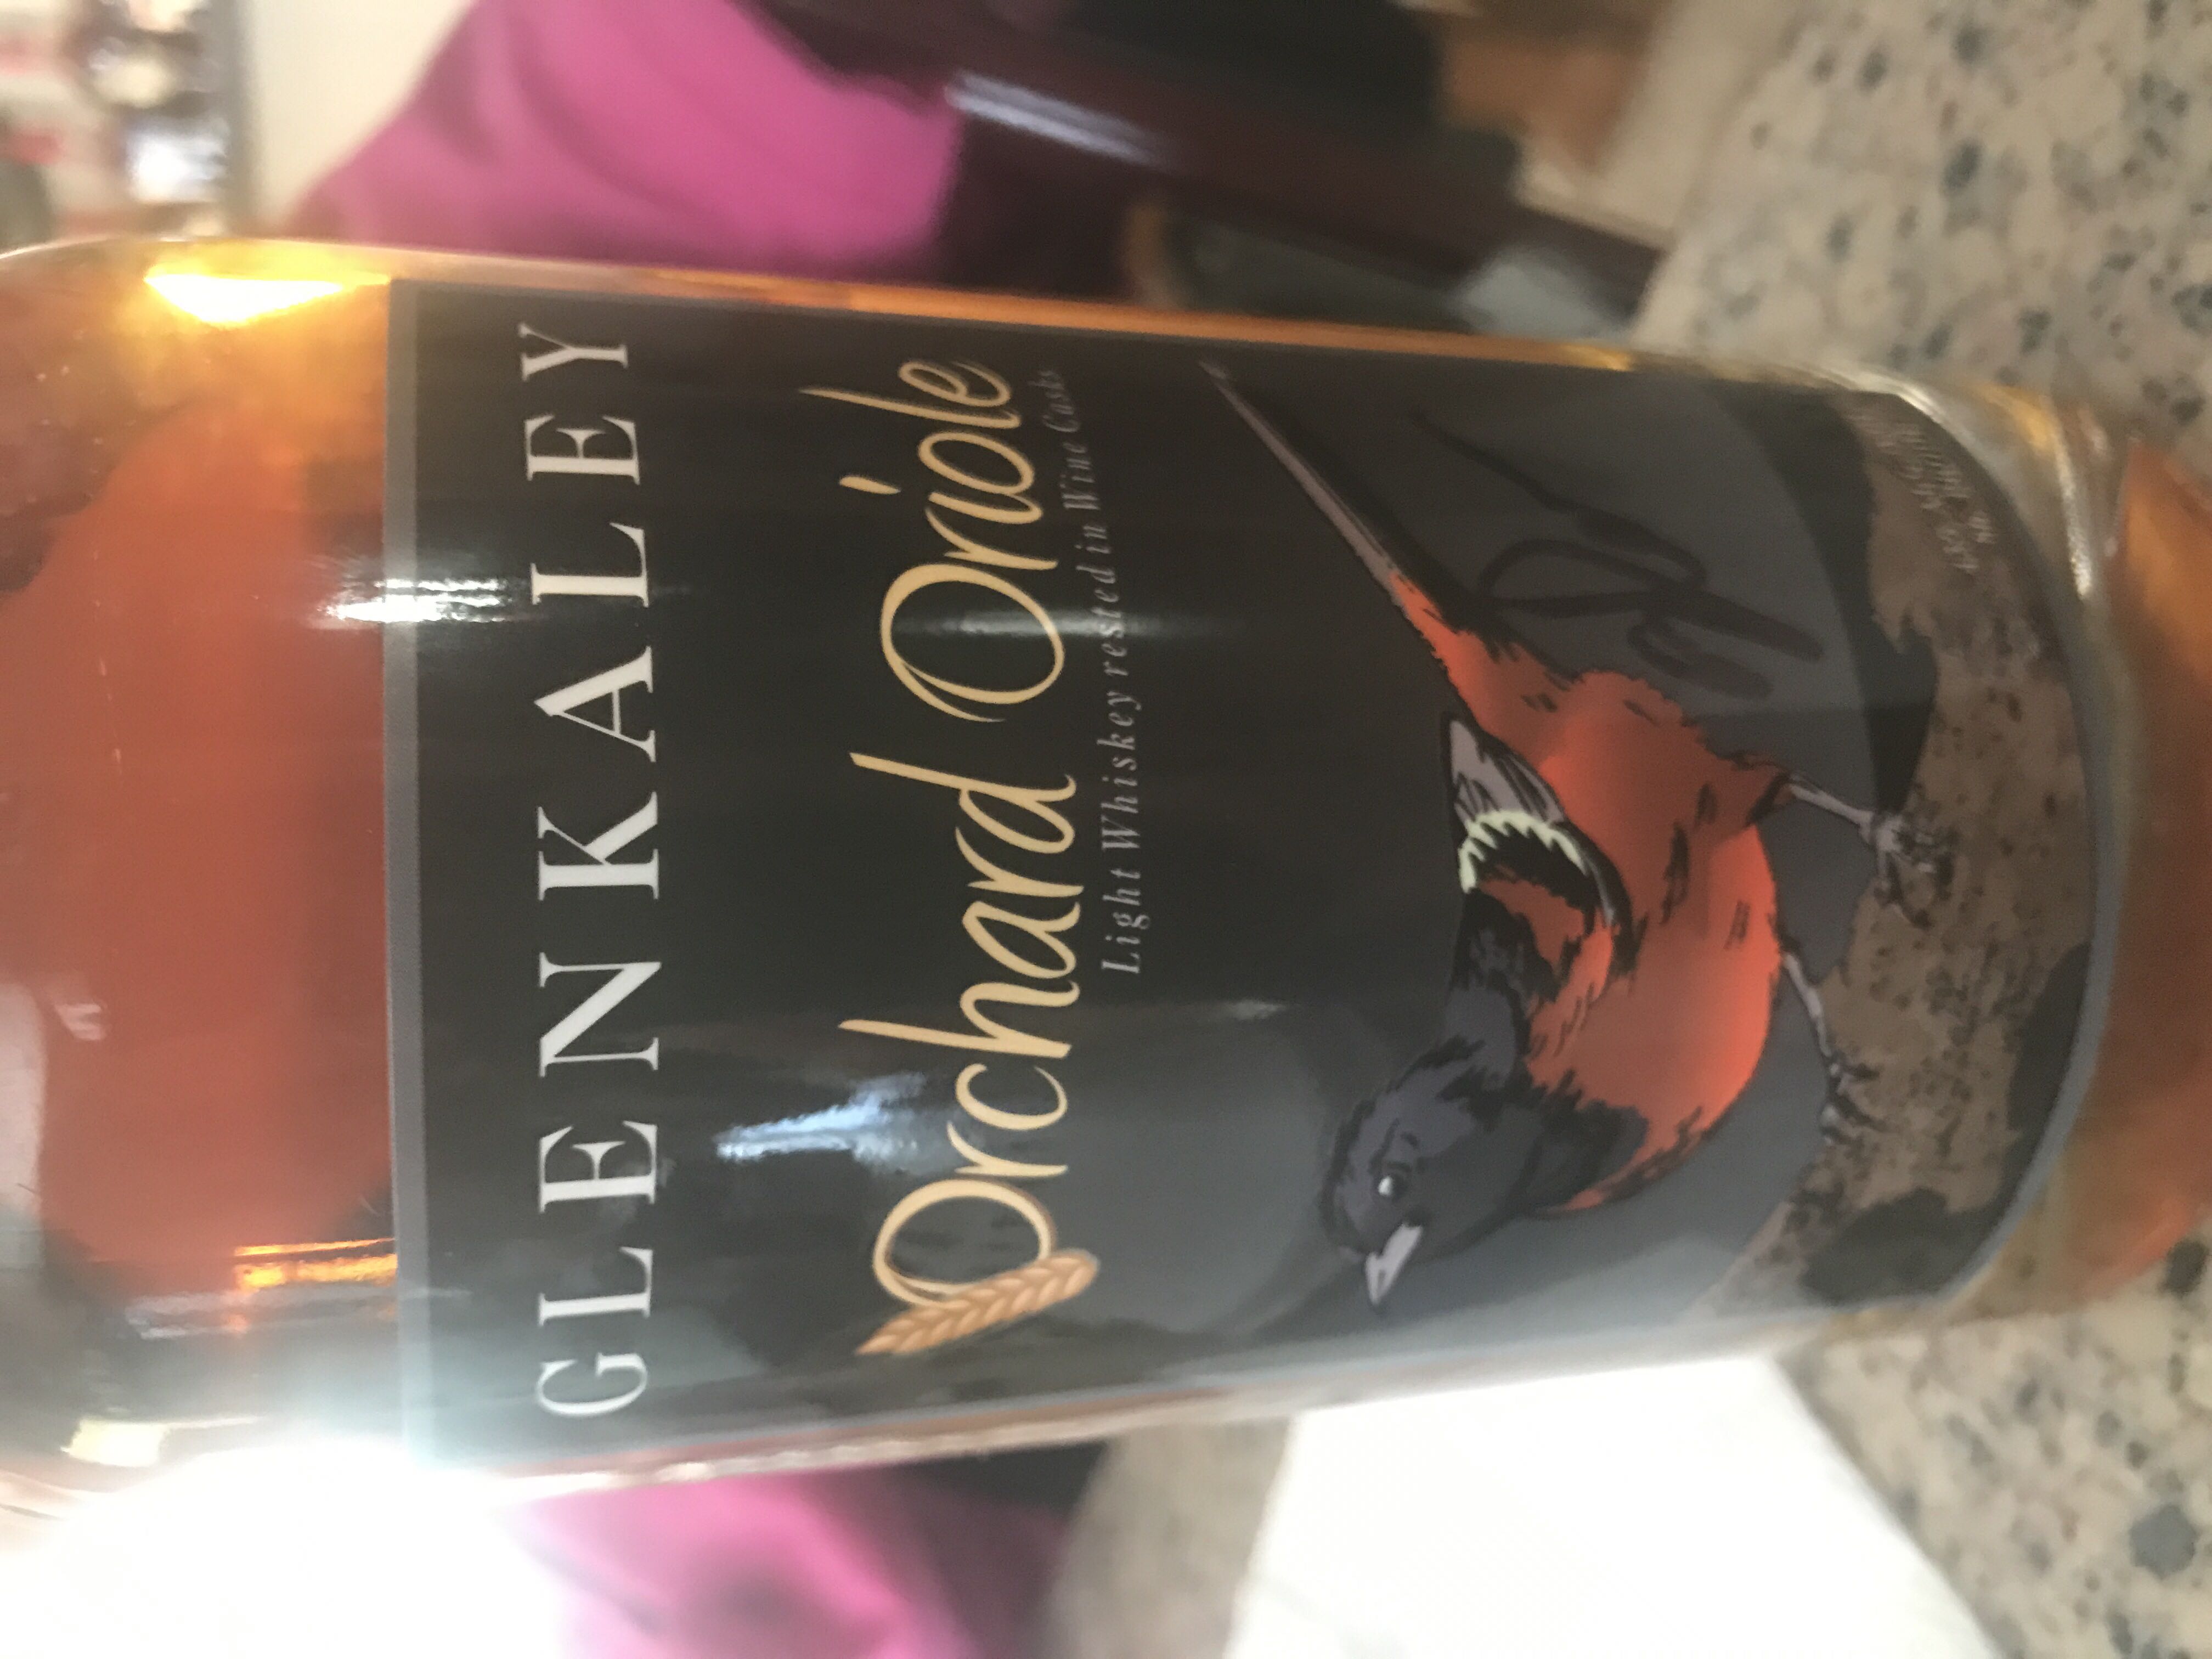 GLENKALEY
Orchard Oriole
Light Whiskey rested in Wine Casks